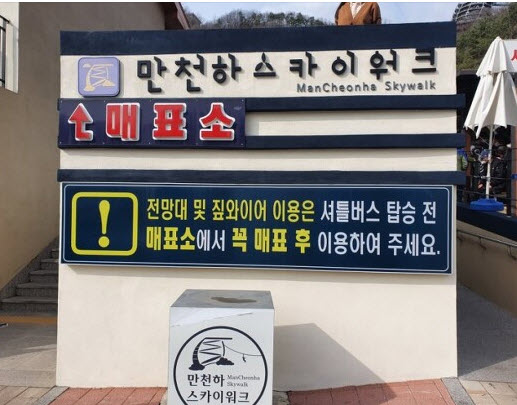 만천하스카이워크
ManCheonha Skywalk
매표소
전망대 및 짚와이어 이용은 셔틀버스 탑승 전
매표소에서 꼭 매표 후 이용하여 주세요.
만천하 ManCheonha
Skywalk
스카이워크